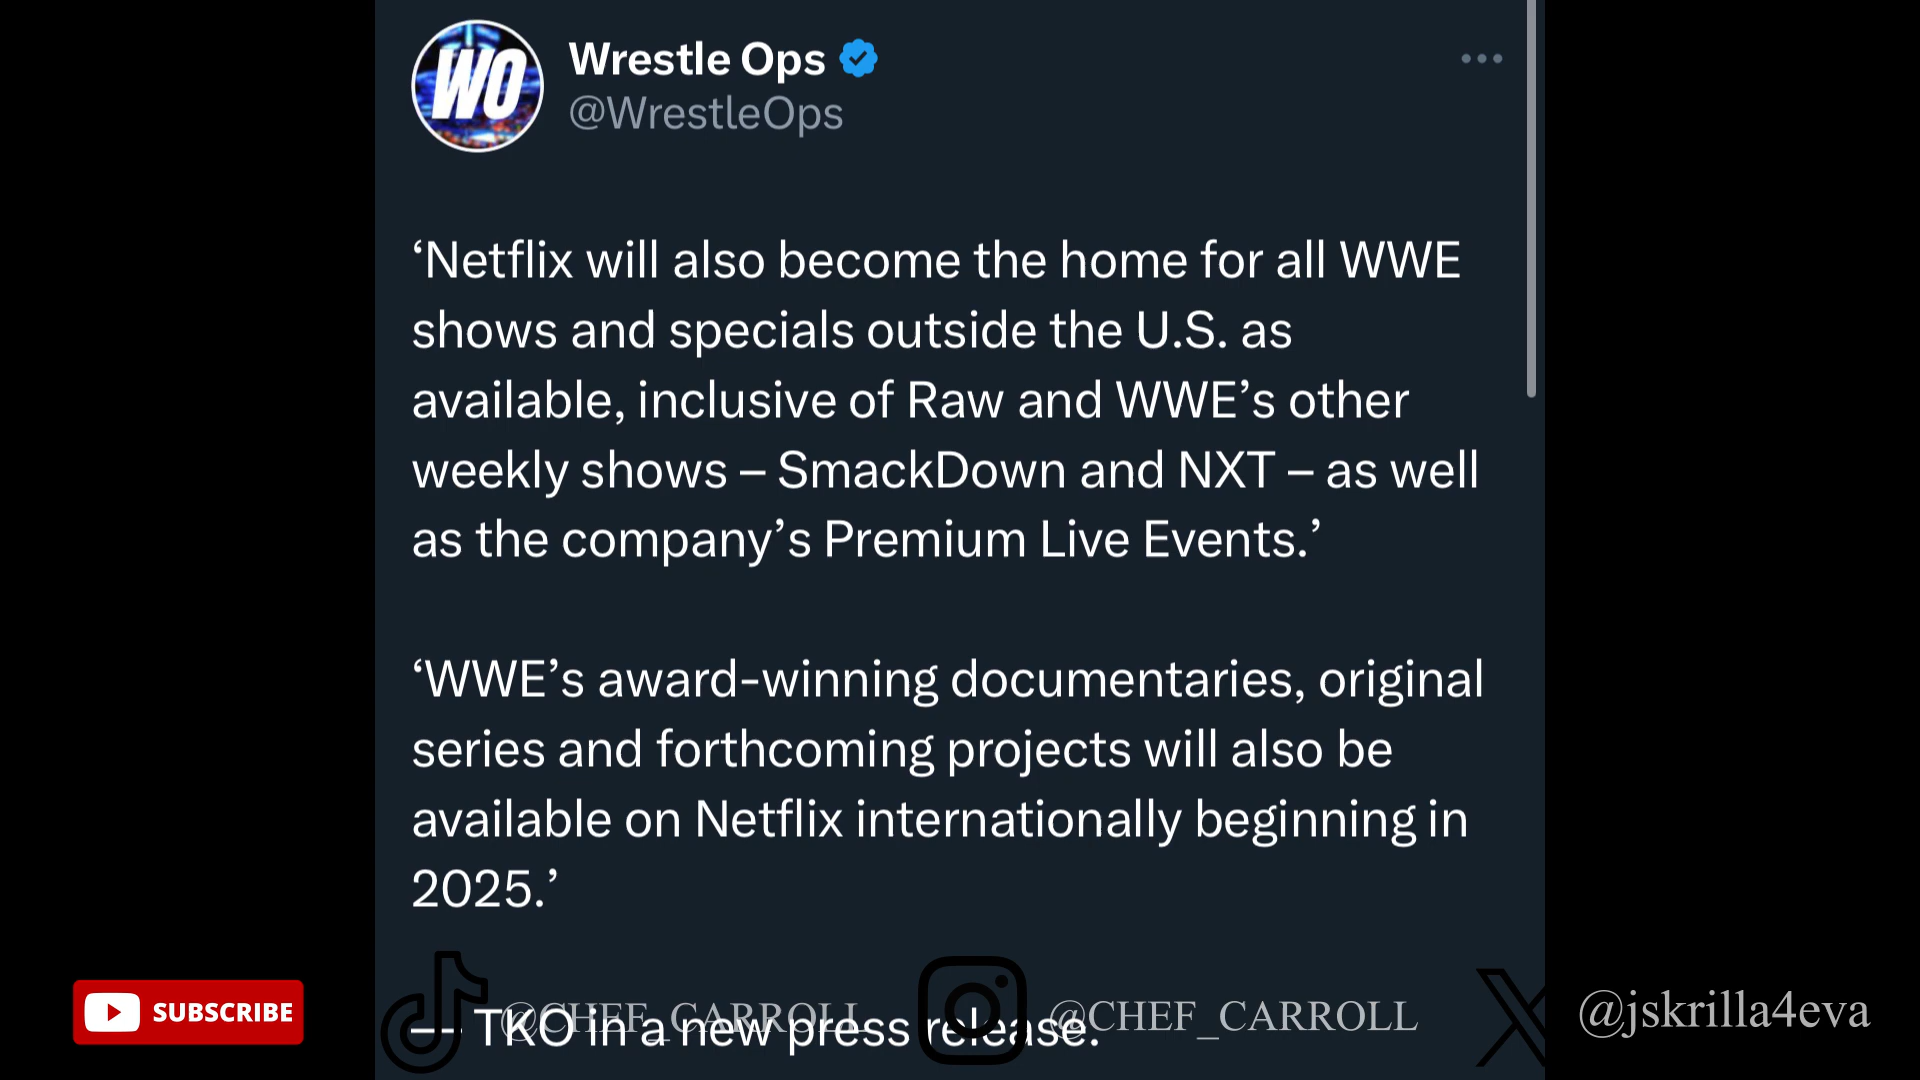 WO
Wrestle Ops
@WrestleOps
‘Netflix will also become the home for all WWE
shows and specials outside the U.S. as
available, inclusive of Raw and WWE’s other
weekly shows – SmackDown and NXT – as well
as the company’s Premium Live Events.’
‘WWE’s award-winning documentaries, original
series and forthcoming projects will also be
available on Netflix internationally beginning in
2025.’
— TKO in a new press release.
SUBSCRIBE
@CHEF_CARROLL
@CHEF_CARROLL
@jskrilla4eva